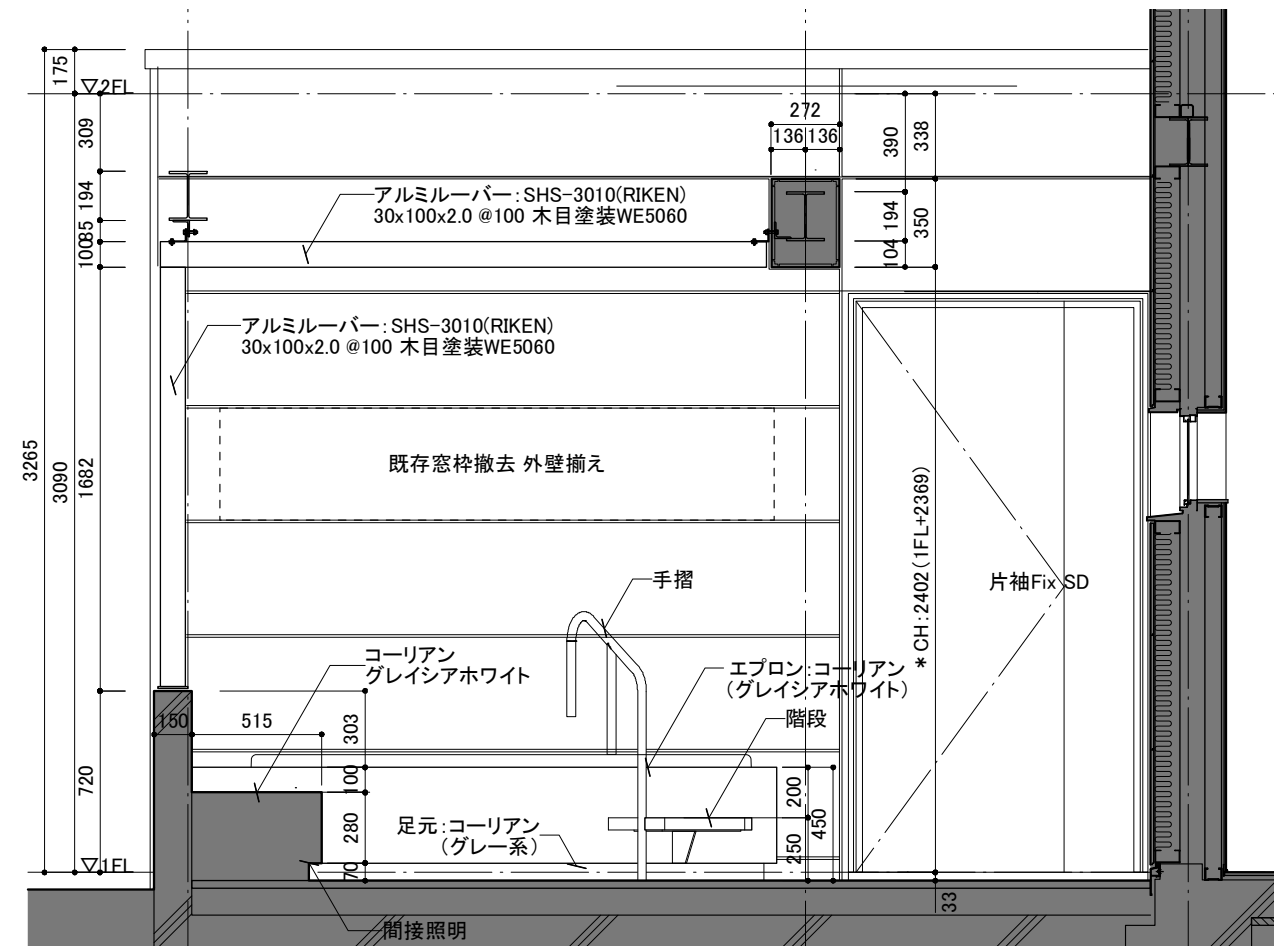 175
▽2FL
309
194
85
100
3265
3090
1682
720
▽1FL
272
136
136
390
338
194
350
104
アルミルーバー：SHS-3010(RIKEN)
30x100x2.0 @100 木目塗装WE5060
アルミルーバー：SHS-3010(RIKEN)
30x100x2.0 @100 木目塗装WE5060
既存窓枠撤去 外壁揃え
＊CH:2402(1FL+2369)
片袖Fix SD
手摺
コーリアン
グレイシアホワイト
エプロン：コーリアン
（グレイシアホワイト）
階段
150
515
303
100
280
70
200
250
450
足元：コーリアン
（グレー系）
33
間接照明